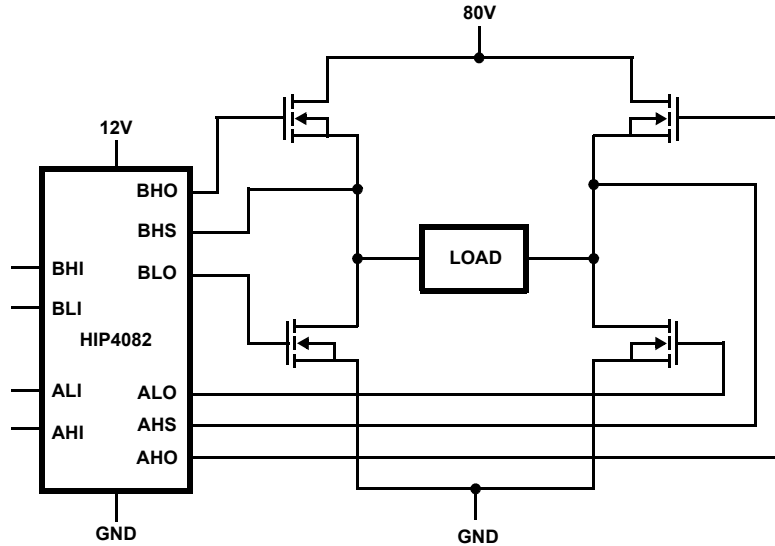 80V
12V
BHO
BHS
BHI
BLO
LOAD
BLI
HIP4082
ALI
ALO
AHI
AHS
AHO
GND
GND